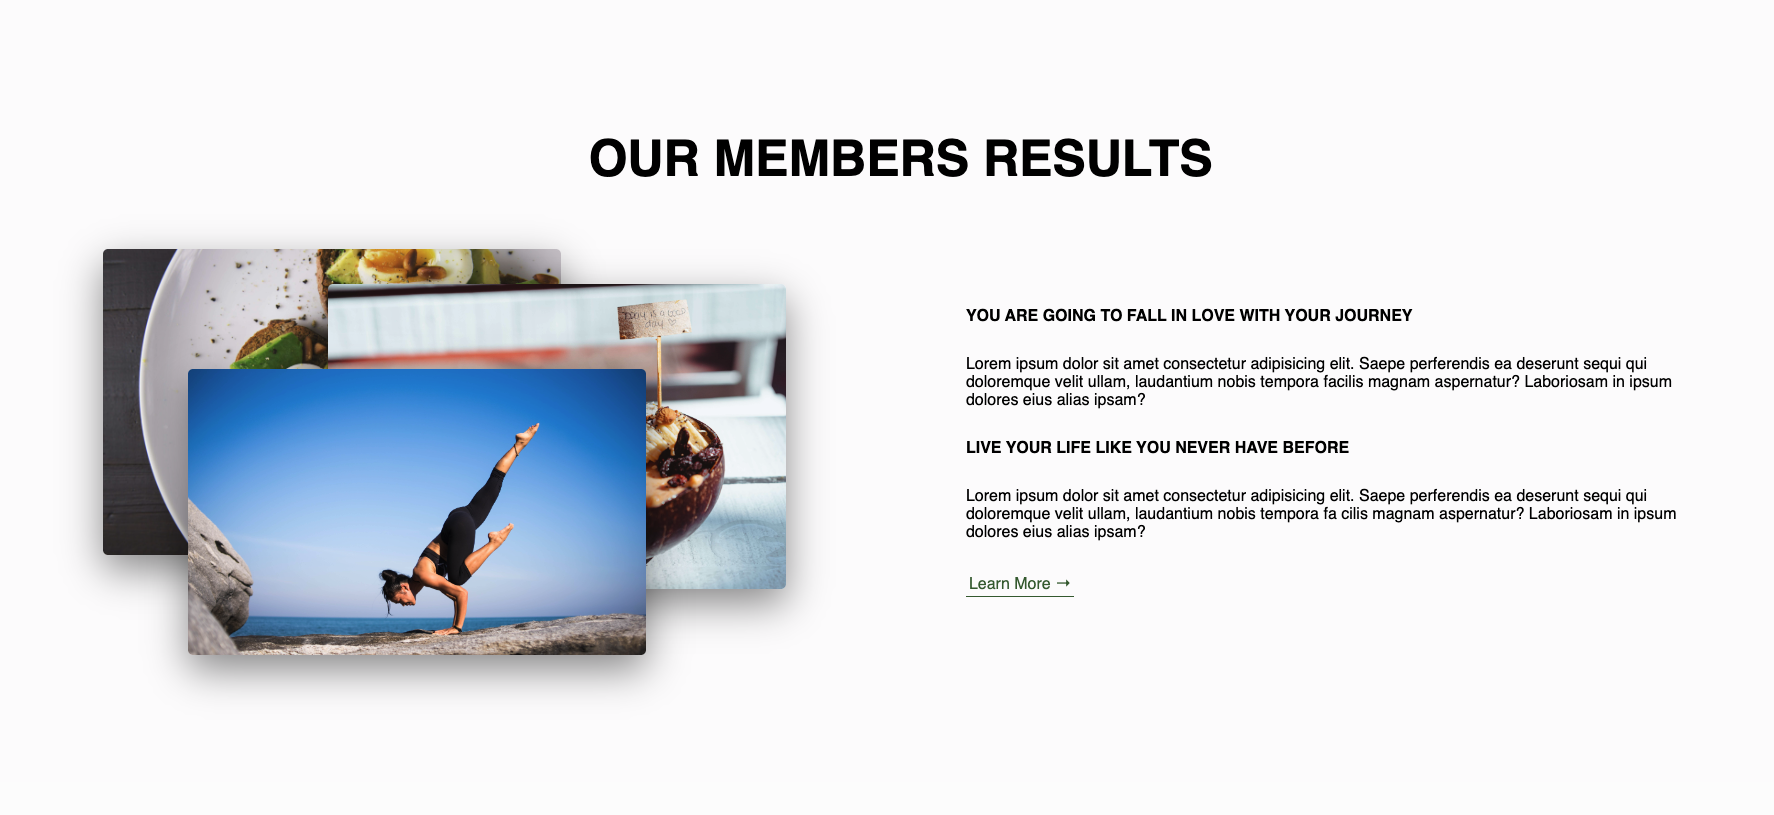 OUR MEMBERS RESULTS
day
YOU ARE GOING TO FALL IN LOVE WITH YOUR JOURNEY
Lorem ipsum dolor sit amet consectetur adipisicing elit. Saepe perferendis ea deserunt sequi qui
doloremque velit ullam, laudantium nobis tempora facilis magnam aspernatur? Laboriosam in ipsum
dolores eius alias ipsam?
LIVE YOUR LIFE LIKE YOU NEVER HAVE BEFORE
Lorem ipsum dolor sit amet consectetur adipisicing elit. Saepe perferendis ea deserunt sequi qui
doloremque velit ullam, laudantium nobis tempora fa cilis magnam aspernatur? Laboriosam in ipsum
dolores eius alias ipsam?
Learn More →